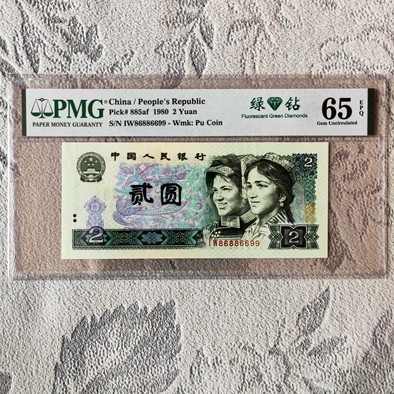 PMG
PAPER MONEY GUARANTY
China / People's Republic
Pick# 885af 1980 2 Yuan
S/N IW86886699 - Wmk: Pu Coin
绿钻
Fluorescent Green Diamonds
65 EPQ
Gem Uncirculated
中国人民银行
2
贰圆
IW86886699
2
2